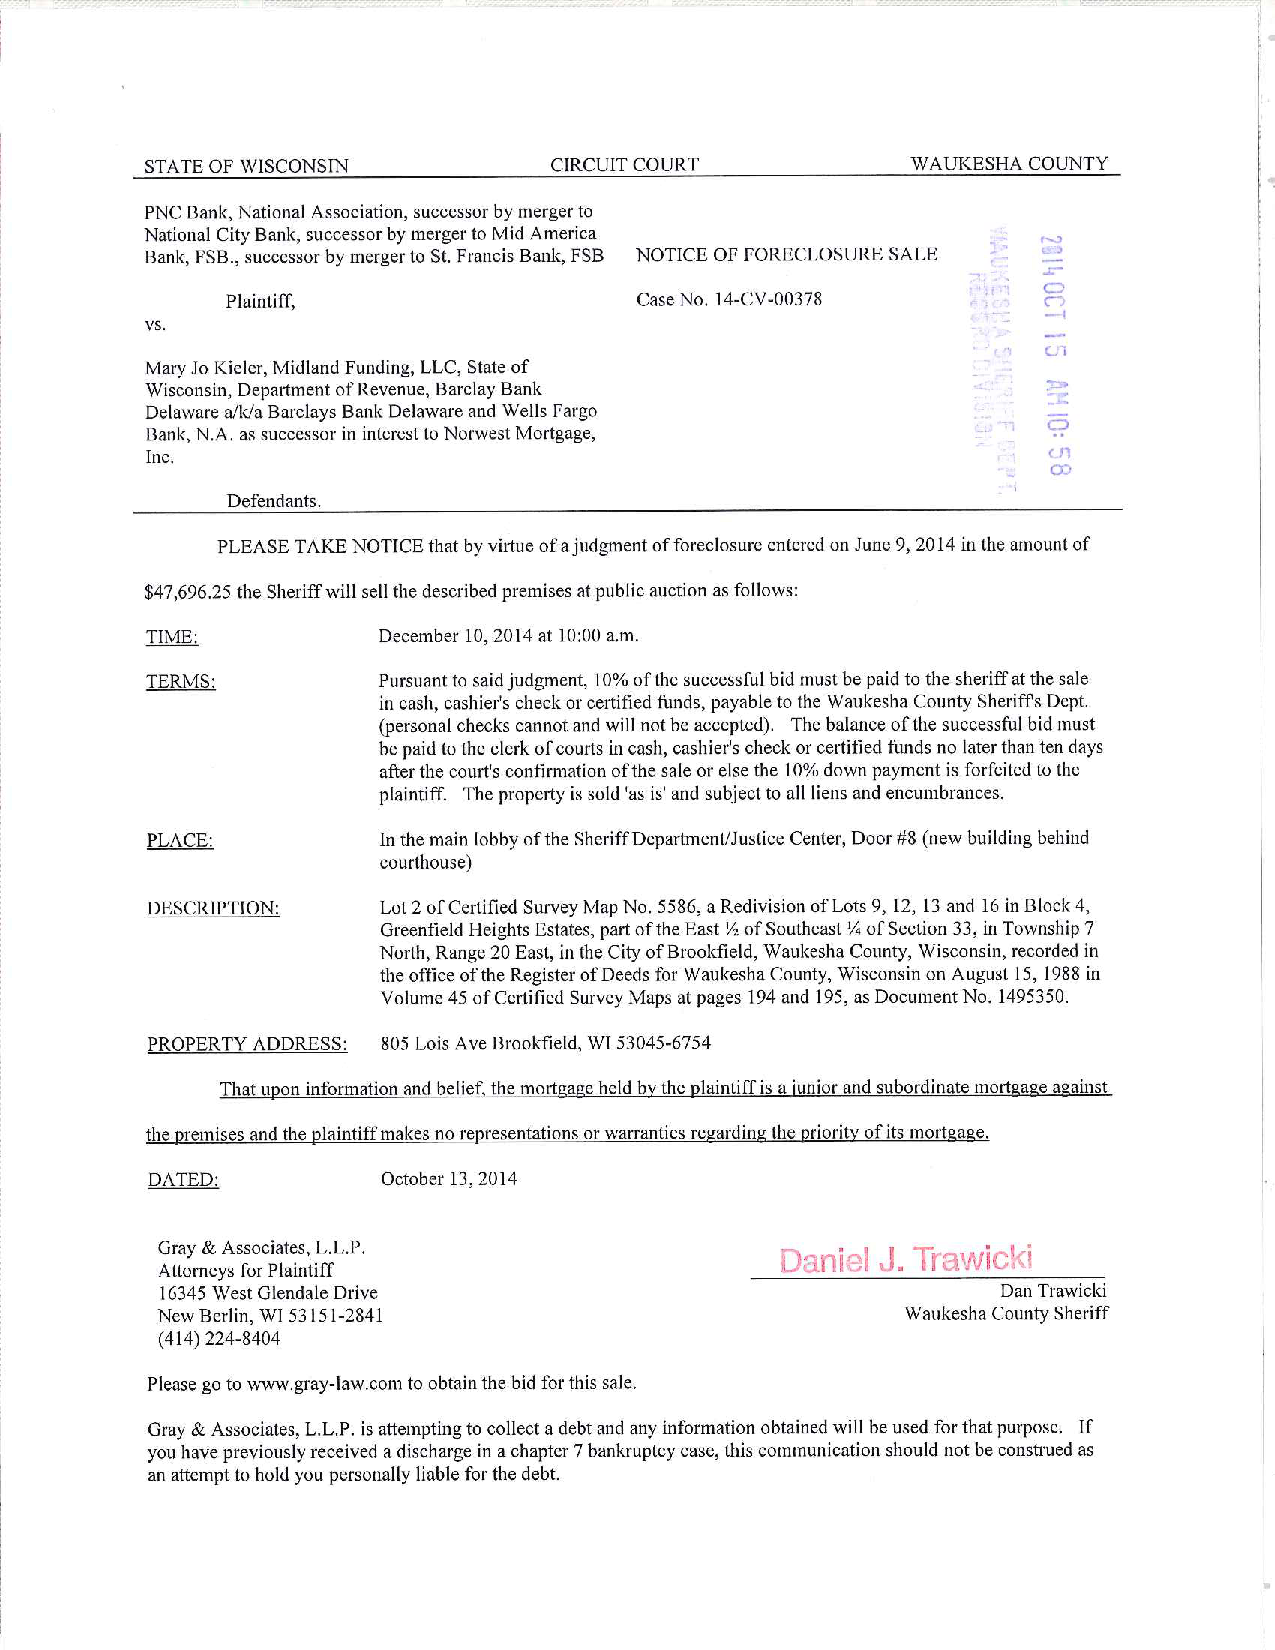 STATE OF WISCONSIN CIRCUIT COURT WAUKESHA COUNTY
PNC Bank, National Association, successor by merger to
National City Bank, successor by merger to Mid America
Bank, FSB., successor by merger to St. Francis Bank, FSB
Plaintiff,
vs.
Mary Jo Kieler, Midland Funding, LLC, State of
Wisconsin, Department of Revenue, Barclay Bank
Delaware a/k/a Barclays Bank Delaware and Wells Fargo
Bank, N.A. as successor in interest to Norwest Mortgage,
Inc.
Defendants.
NOTICE OF FORECLOSURE SALE
Case No. 14-CV-00378
WAUKESHA SHERIFF DEPT.
RECORD DIVISION
2014 OCT 15 AM 10: 58
PLEASE TAKE NOTICE that by virtue of a judgment of foreclosure entered on June 9, 2014 in the amount of
$47,696.25 the Sheriff will sell the described premises at public auction as follows:
TIME: December 10, 2014 at 10:00 a.m.
TERMS: Pursuant to said judgment, 10% of the successful bid must be paid to the sheriff at the sale
in cash, cashier's check or certified funds, payable to the Waukesha County Sheriff's Dept.
(personal checks cannot and will not be accepted). The balance of the successful bid must
be paid to the clerk of courts in cash, cashier's check or certified funds no later than ten days
after the court's confirmation of the sale or else the 10% down payment is forfeited to the
plaintiff. The property is sold 'as is' and subject to all liens and encumbrances.
PLACE: In the main lobby of the Sheriff Department/Justice Center, Door #8 (new building behind
courthouse)
DESCRIPTION: Lot 2 of Certified Survey Map No. 5586, a Redivision of Lots 9, 12, 13 and 16 in Block 4,
Greenfield Heights Estates, part of the East ½ of Southeast ¼ of Section 33, in Township 7
North, Range 20 East, in the City of Brookfield, Waukesha County, Wisconsin, recorded in
the office of the Register of Deeds for Waukesha County, Wisconsin on August 15, 1988 in
Volume 45 of Certified Survey Maps at pages 194 and 195, as Document No. 1495350.
PROPERTY ADDRESS: 805 Lois Ave Brookfield, WI 53045-6754
That upon information and belief, the mortgage held by the plaintiff is a junior and subordinate mortgage against
the premises and the plaintiff makes no representations or warranties regarding the priority of its mortgage.
DATED: October 13, 2014
Gray & Associates, L.L.P.
Attorneys for Plaintiff
16345 West Glendale Drive
New Berlin, WI 53151-2841
(414) 224-8404
Daniel J. Trawicki
Dan Trawicki
Waukesha County Sheriff
Please go to www.gray-law.com to obtain the bid for this sale.
Gray & Associates, L.L.P. is attempting to collect a debt and any information obtained will be used for that purpose. If
you have previously received a discharge in a chapter 7 bankruptcy case, this communication should not be construed as
an attempt to hold you personally liable for the debt.